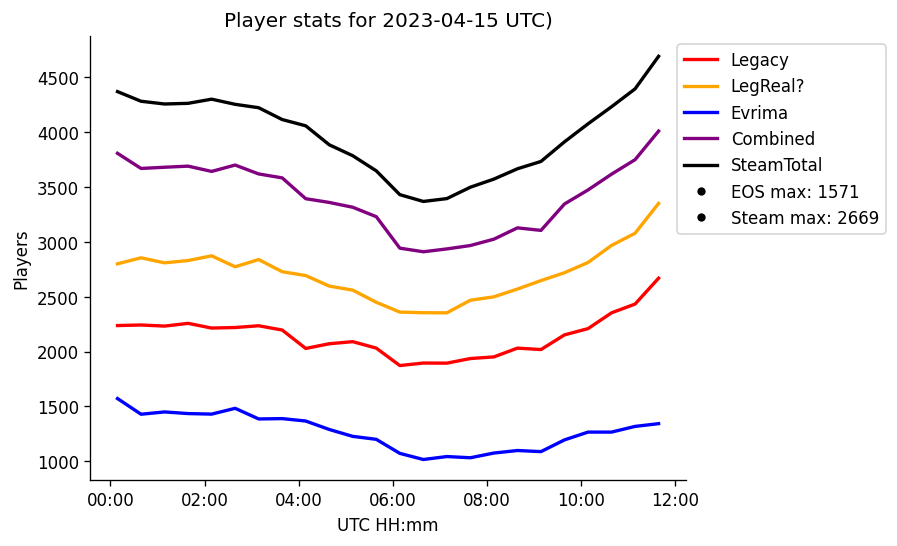 Player stats for 2023-04-15 UTC)
Legacy
LegReal?
Evrima
Combined
SteamTotal
EOS max: 1571
Steam max: 2669
4500
4000
3500
3000
2500
2000
1500
1000
Players
00:00 02:00 04:00 06:00 08:00 10:00 12:00
UTC HH:mm